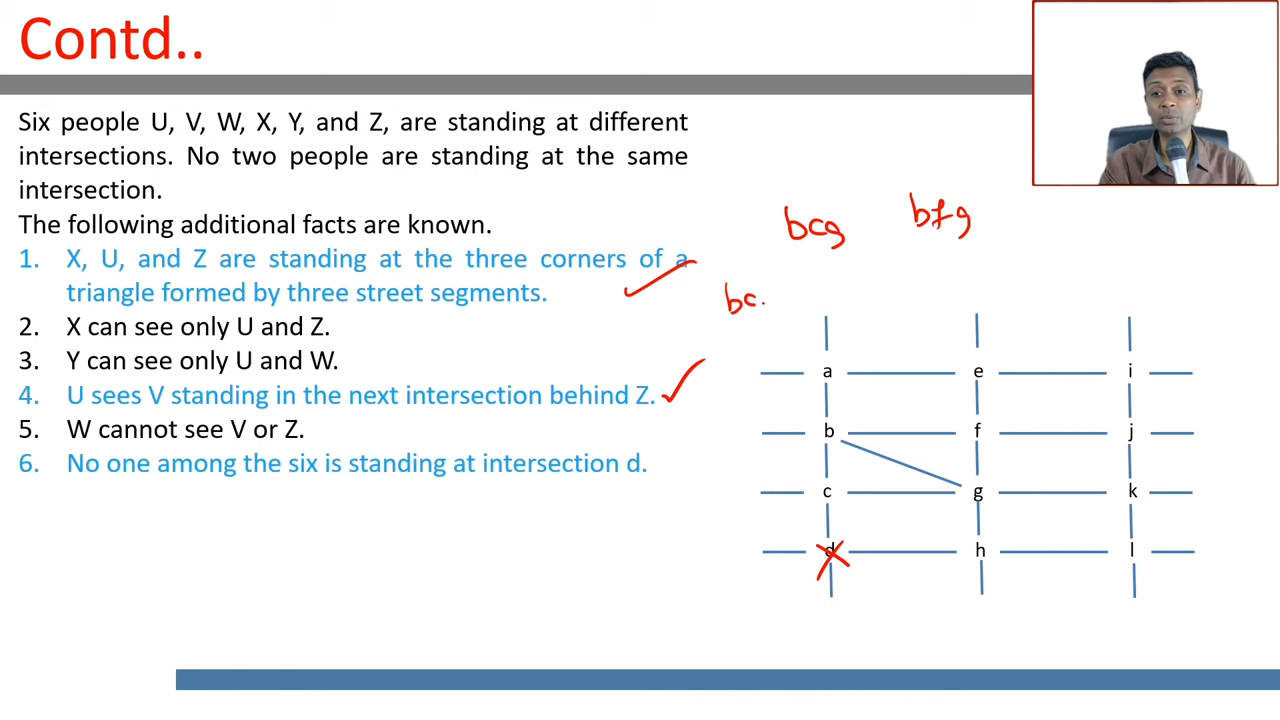 Contd..
Six people U, V, W, X, Y, and Z, are standing at different
intersections. No two people are standing at the same
intersection.
The following additional facts are known.
1. X, U, and Z are standing at the three corners of a
triangle formed by three street segments.
2. X can see only U and Z.
3. Y can see only U and W.
4. U sees V standing in the next intersection behind Z.
5. W cannot see V or Z.
6. No one among the six is standing at intersection d.
bcg bfg
bc.
a e i
b f j
c g k
d h l